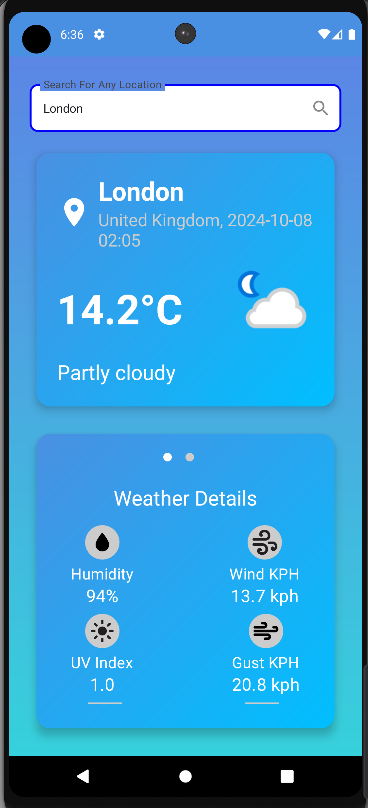 6:36
Search For Any Location
London
London
United Kingdom, 2024-10-08
02:05
14.2°C
Partly cloudy
Weather Details
Humidity
94%
Wind KPH
13.7 kph
UV Index
1.0
Gust KPH
20.8 kph